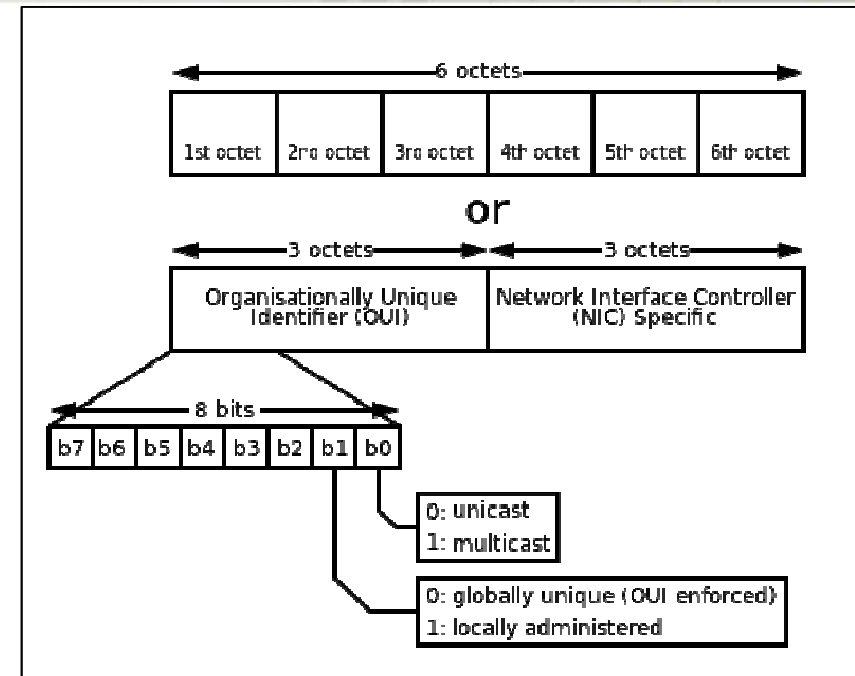 6 octets
1st octet 2nd octet 3rd octet 4th octet 5th octet 6th octet
or
3 octets 3 octets
Organisationally Unique Identifier (OUI)
Network Interface Controller (NIC) Specific
8 bits
b7 b6 b5 b4 b3 b2 b1 b0
0: unicast
1: multicast
0: globally unique (OUI enforced)
1: locally administered